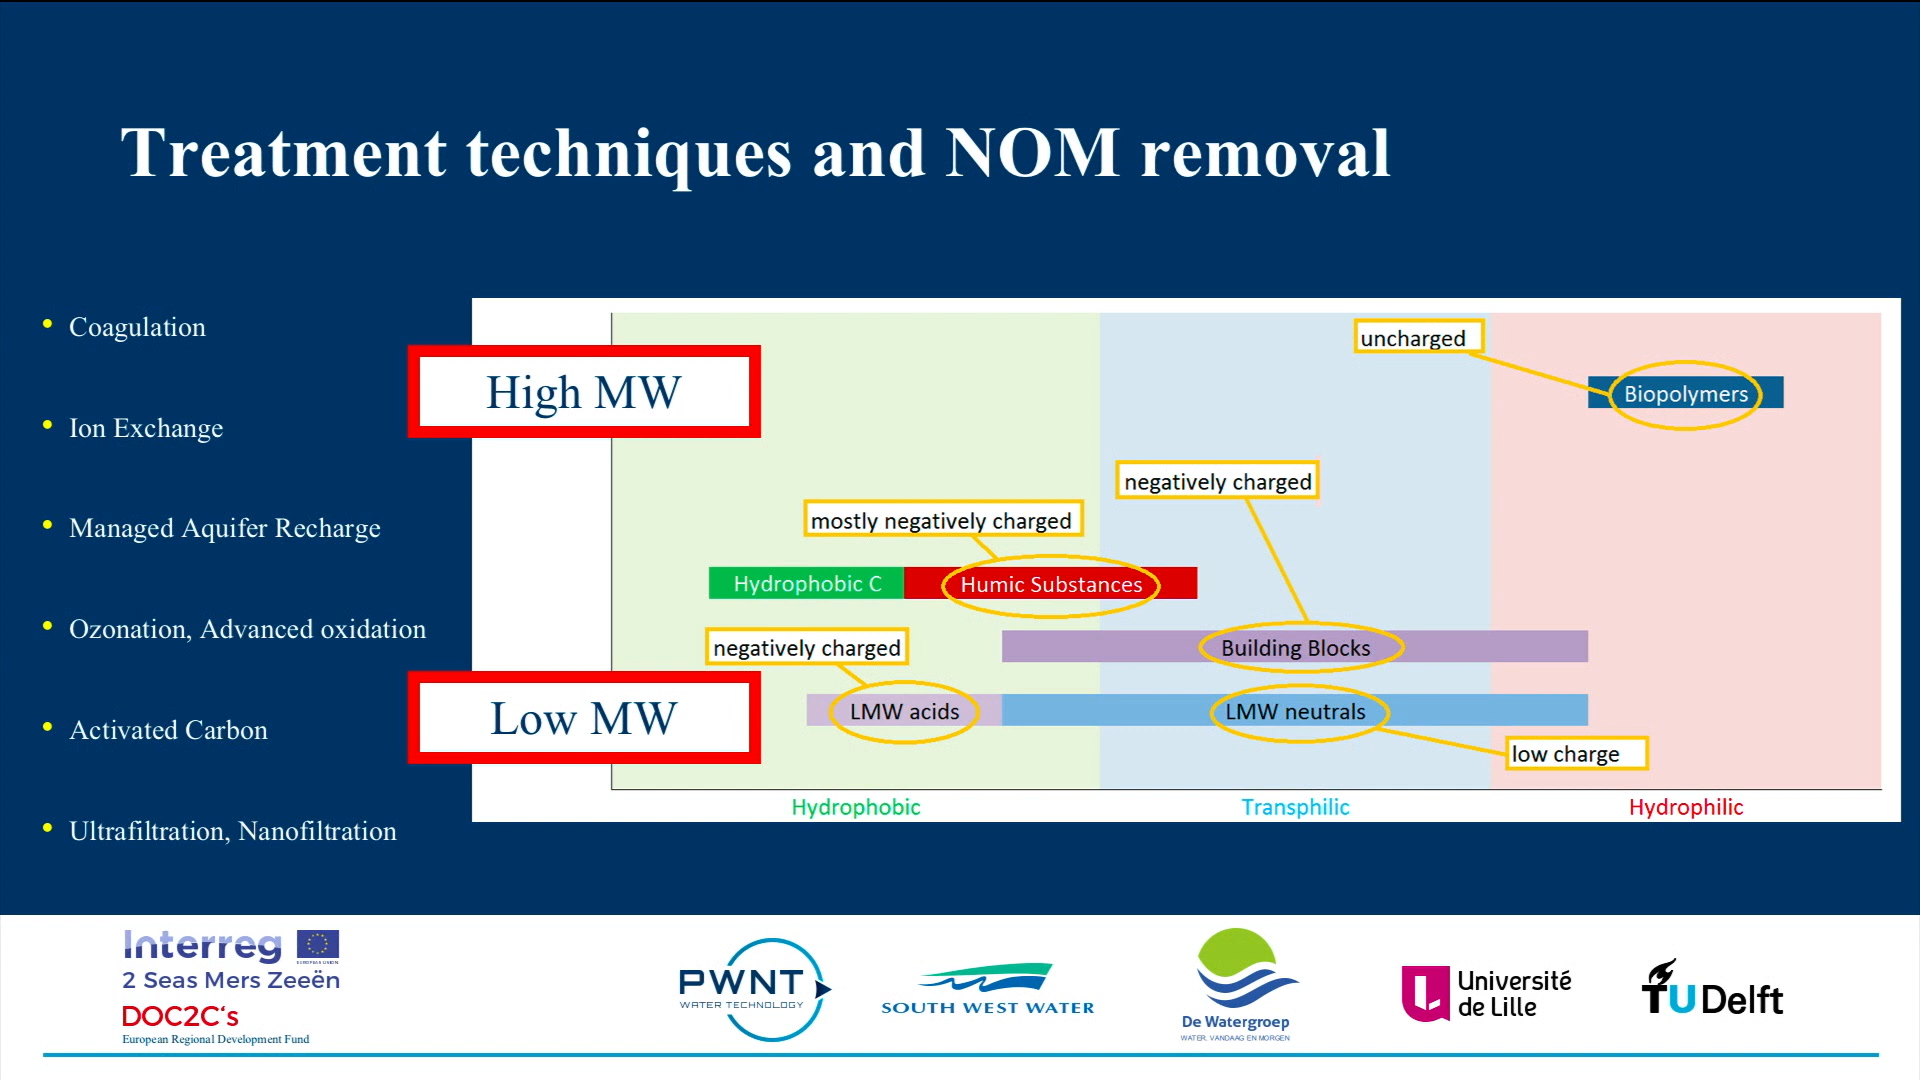 Treatment techniques and NOM removal
• Coagulation
• Ion Exchange
• Managed Aquifer Recharge
• Ozonation, Advanced oxidation
• Activated Carbon
• Ultrafiltration, Nanofiltration
High MW
Low MW
uncharged
Biopolymers
negatively charged
mostly negatively charged
Hydrophobic C
Humic Substances
negatively charged
Building Blocks
LMW acids
LMW neutrals
low charge
Hydrophobic
Transphilic
Hydrophilic
Interreg
EUROPEAN UNION
2 Seas Mers Zeeën
DOC2C‘s
European Regional Development Fund
PWNT
WATER TECHNOLOGY
SOUTH WEST WATER
De Watergroep
WATER. VANDAAG EN MORGEN
Université
de Lille
TU Delft